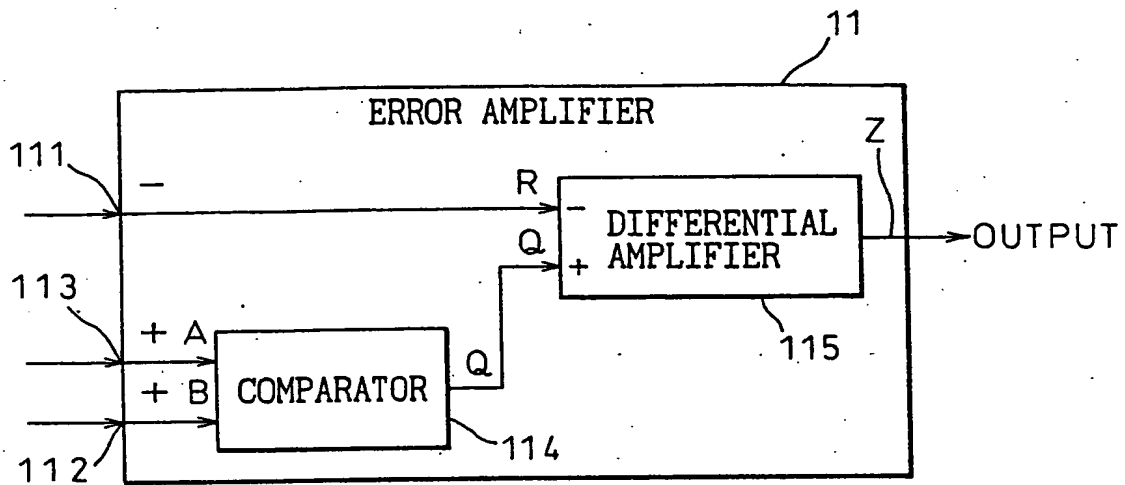 11
ERROR AMPLIFIER
111
−
R
−
DIFFERENTIAL
AMPLIFIER
Z
OUTPUT
Q
+
113
+ A
115
COMPARATOR
Q
+ B
114
112